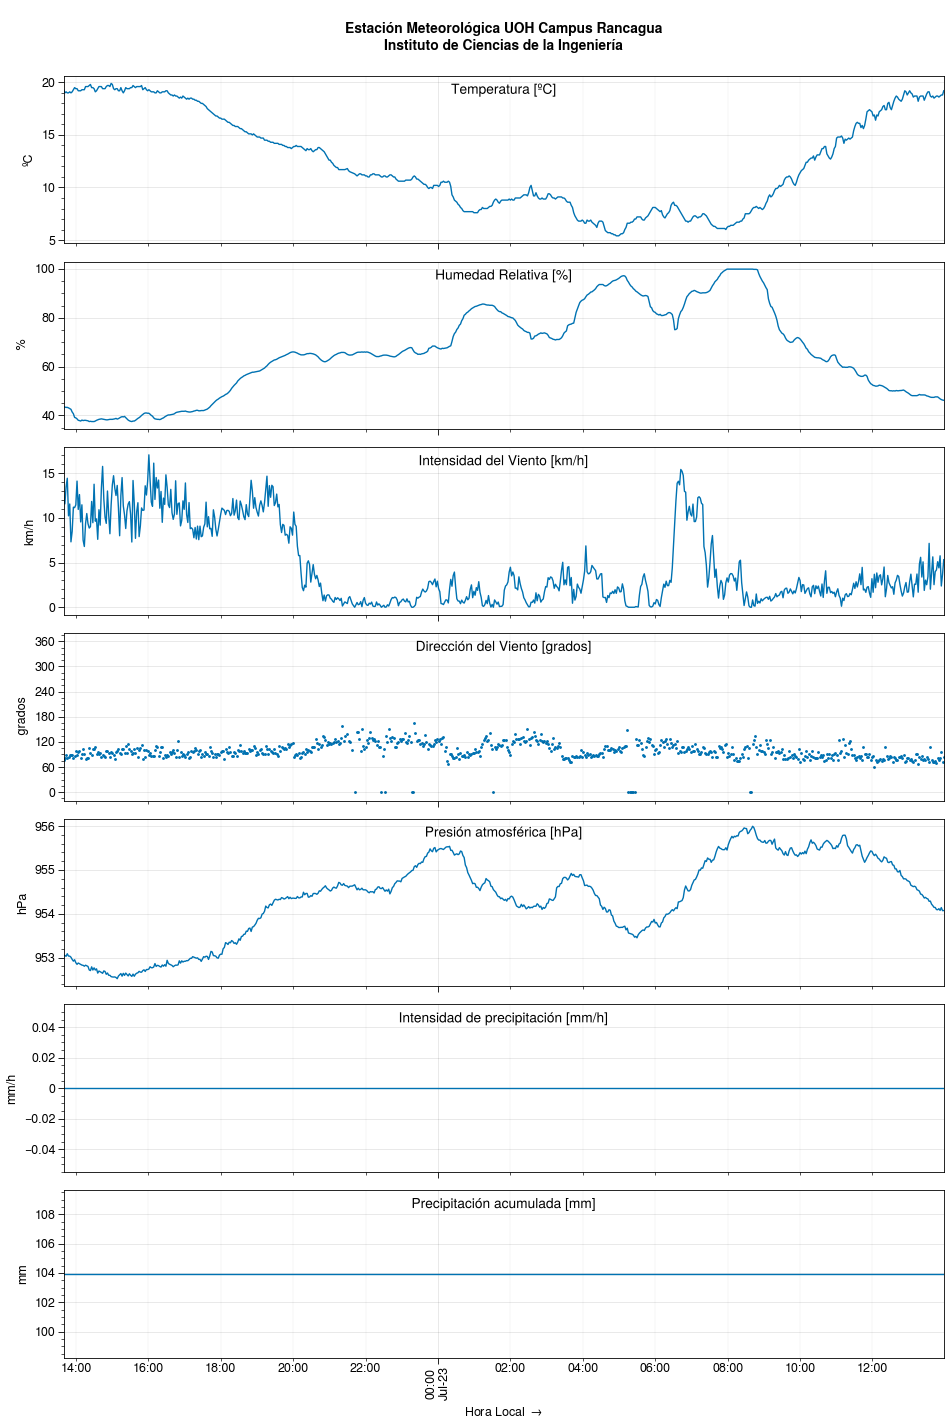 Estación Meteorológica UOH Campus Rancagua
Instituto de Ciencias de la Ingeniería
Temperatura [ºC]
20
15
10
5
ºC
Humedad Relativa [%]
100
80
60
40
%
Intensidad del Viento [km/h]
15
10
5
0
km/h
Dirección del Viento [grados]
360
300
240
180
120
60
0
grados
Presión atmosférica [hPa]
956
955
954
953
hPa
Intensidad de precipitación [mm/h]
0.04
0.02
0
−0.02
−0.04
mm/h
Precipitación acumulada [mm]
108
106
104
102
100
mm
14:00 16:00 18:00 20:00 22:00 00:00 02:00 04:00 06:00 08:00 10:00 12:00
Jul-23
Hora Local →